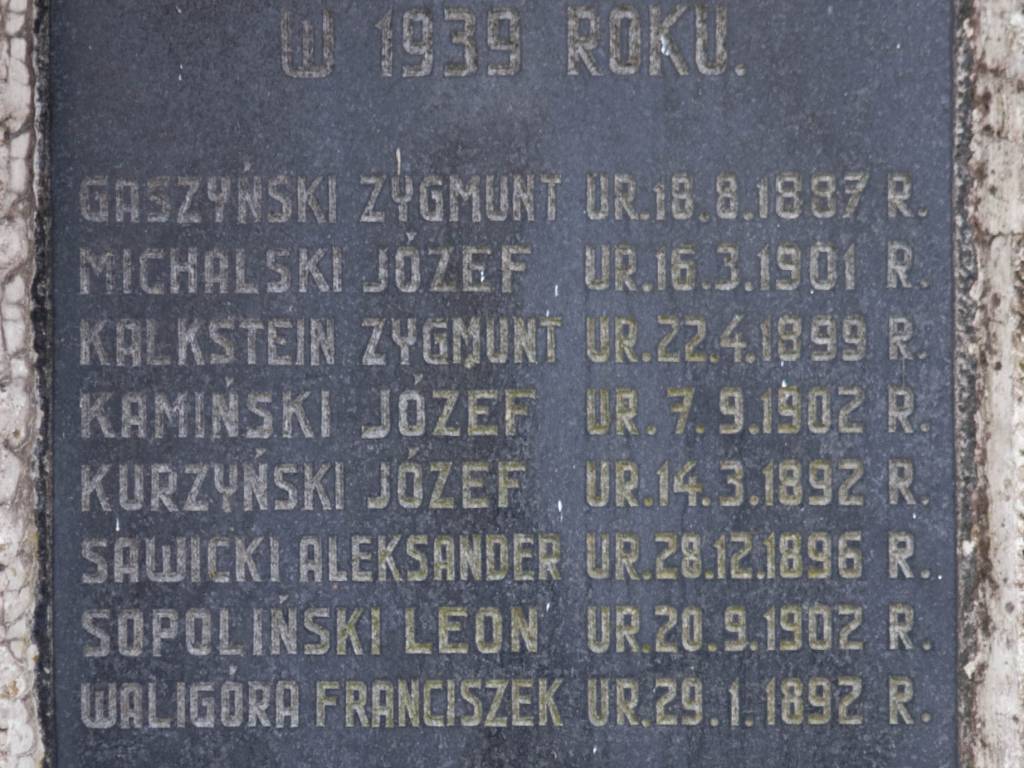 W 1939 ROKU.
GASZYŃSKI ZYGMUNT UR.18.8.1887 R.
MICHALSKI JÓZEF UR.16.3.1901 R.
KALKSTEIN ZYGMUNT UR.22.4.1899 R.
KAMIŃSKI JÓZEF UR. 7. 9.1902 R.
KURZYŃSKI JÓZEF UR.14.3.1892 R.
SAWICKI ALEKSANDER UR.28.12.1896 R.
SOPOLIŃSKI LEON UR.20.9.1902 R.
WALIGÓRA FRANCISZEK UR.29.1.1892 R.